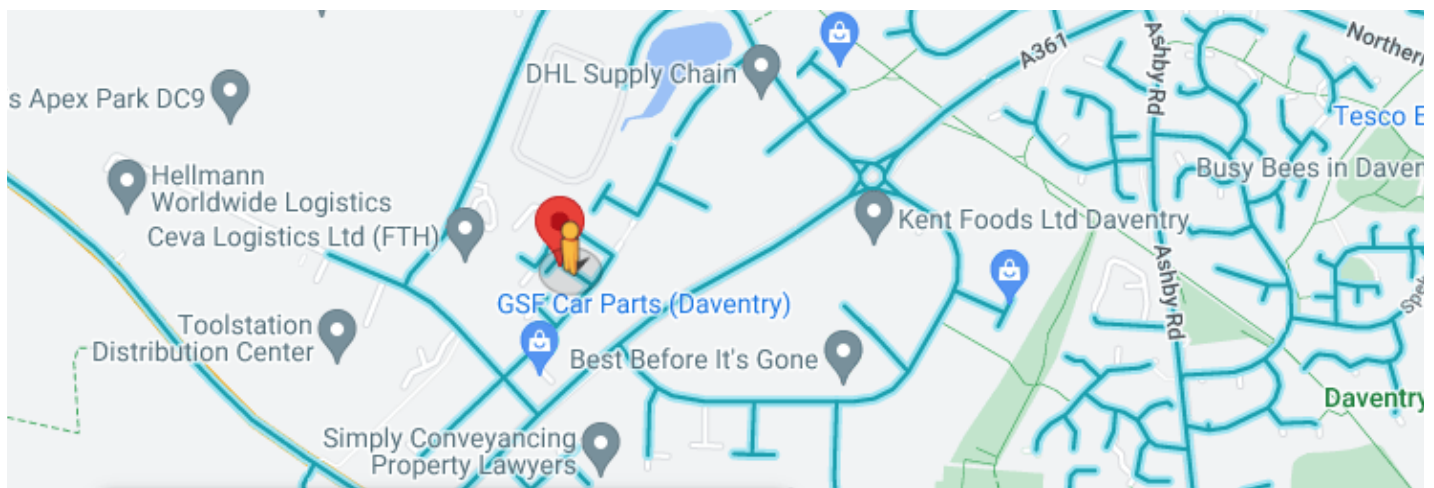 s Apex Park DC9
DHL Supply Chain
A361
Ashby Rd
Northern
Tesco E
Hellmann
Worldwide Logistics
Ceva Logistics Ltd (FTH)
Busy Bees in Daven
Kent Foods Ltd Daventry
Ashby Rd
Spe
GSF Car Parts (Daventry)
Toolstation
Distribution Center
Best Before It's Gone
Daventry
Simply Conveyancing
Property Lawyers